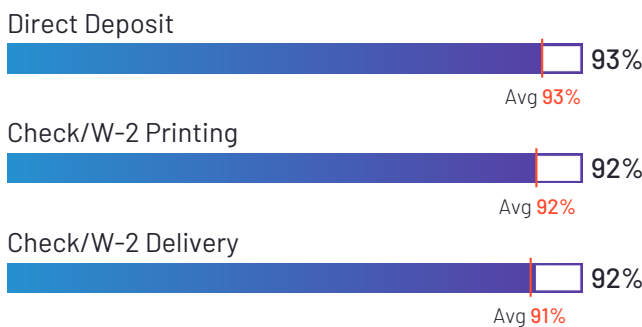 Direct Deposit
93%
Avg 93%
Check/W-2 Printing
92%
Avg 92%
Check/W-2 Delivery
92%
Avg 91%